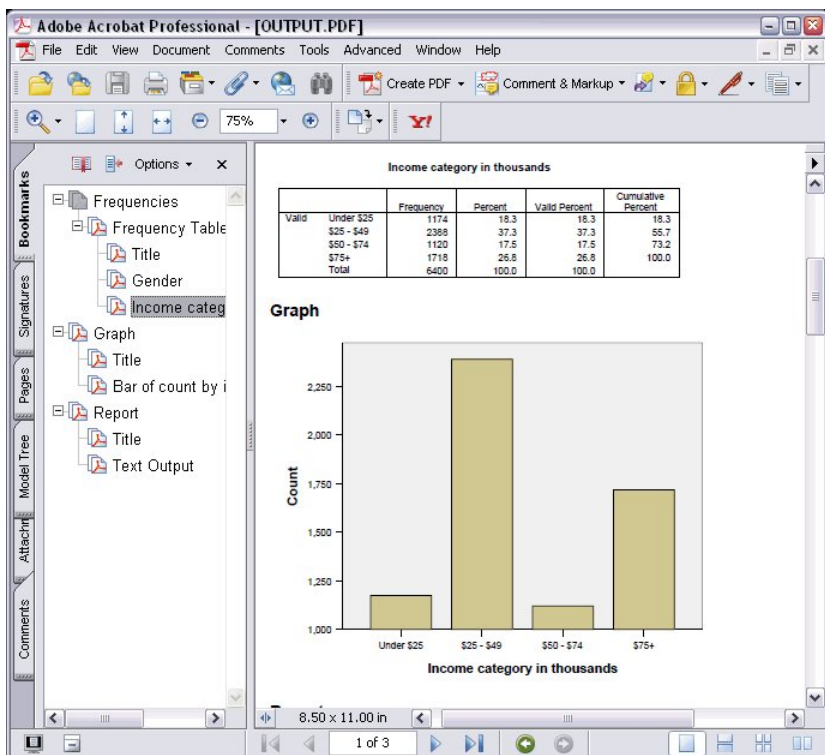 Adobe Acrobat Professional - [OUTPUT.PDF]
File Edit View Document Comments Tools Advanced Window Help
Create PDF Comment & Markup
75% Y!
Bookmarks
Signatures
Pages
Model Tree
Attachm
Comments
Options x
Frequencies
Frequency Table
Title
Gender
Income categ
Graph
Title
Bar of count by i
Report
Title
Text Output
Income category in thousands
Frequency Percent Valid Percent Cumulative Percent
Valid Under $25 1174 18.3 18.3 18.3
$25 - $49 2388 37.3 37.3 55.7
$50 - $74 1120 17.5 17.5 73.2
$75+ 1718 26.8 26.8 100.0
Total 6400 100.0 100.0
Graph
2,250
2,000
1,750
1,500
1,250
1,000
Count
Under $25 $25 - $49 $50 - $74 $75+
Income category in thousands
8.50 x 11.00 in
1 of 3